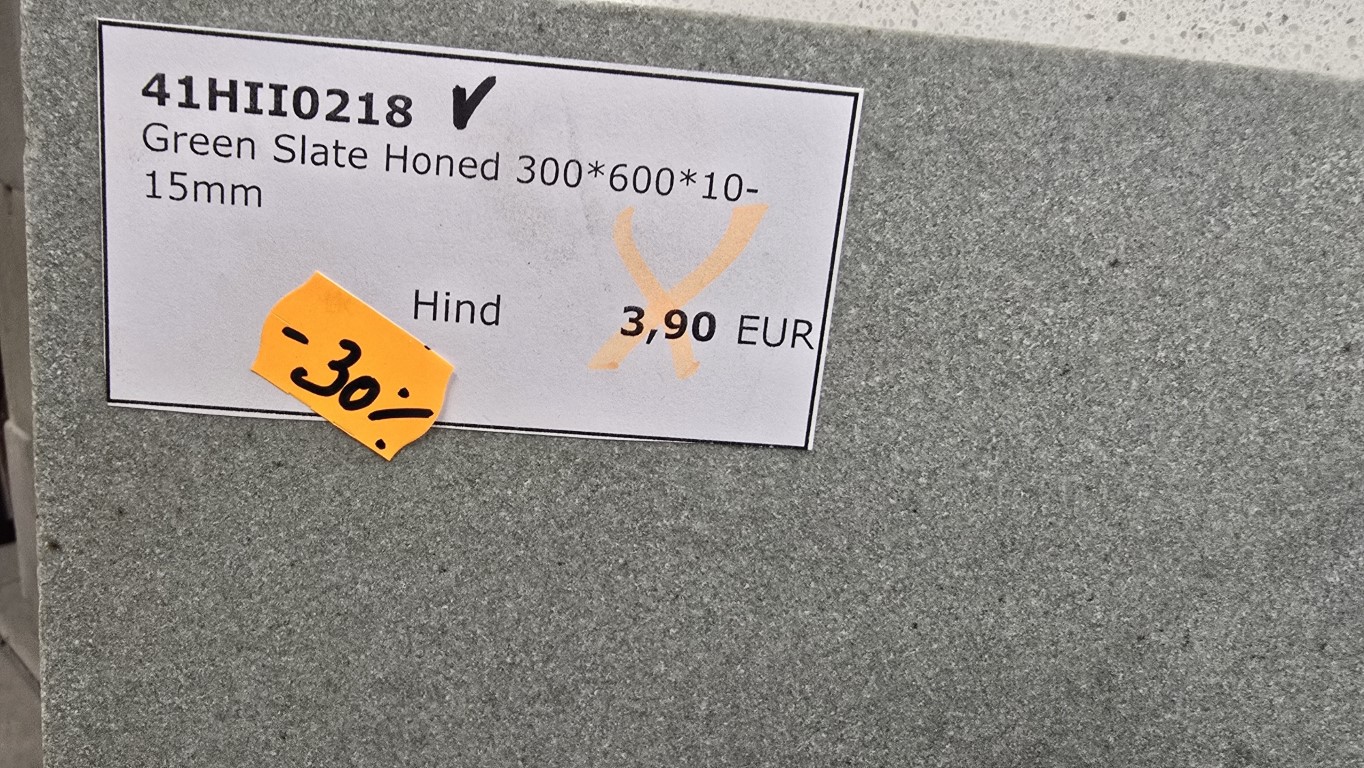 41HII0218 ✓
Green Slate Honed 300*600*10-
15mm
Hind 3,90 EUR
-30%